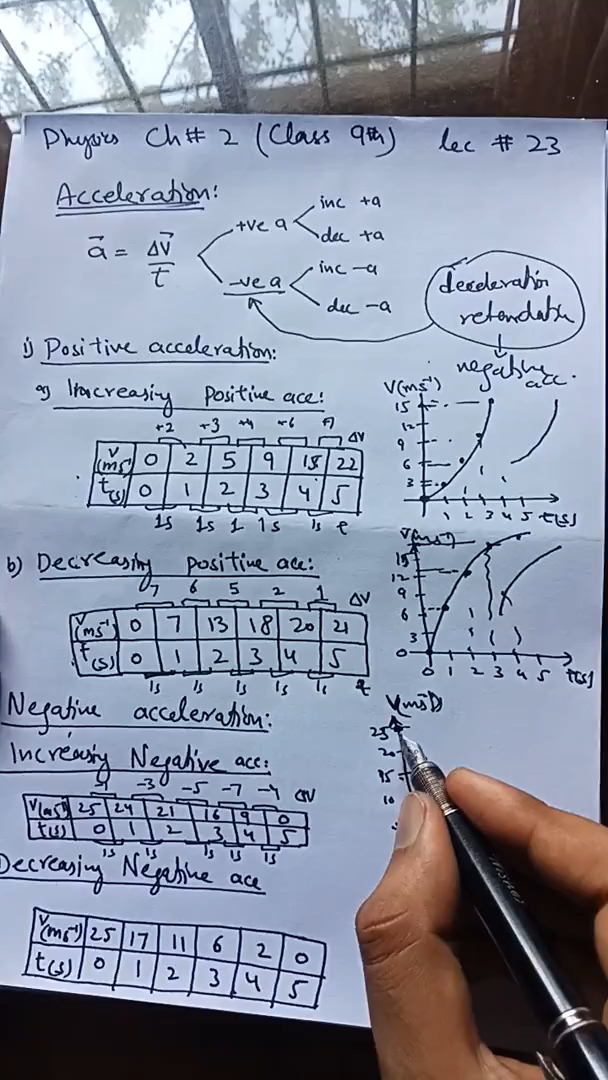 Physics Ch# 2 (Class 9th) lec # 23
Acceleration:
a = ΔV / t
+ve a
inc +a
dec +a
-ve a
inc -a
dec -a
deceleration
retardation
negative
acc.
i) Positive acceleration:
a) Increasing Positive acc:
+2 +3 +4 +6 +7 ΔV
V(ms⁻¹) 0 2 5 9 15 22
t(s) 0 1 2 3 4 5
1s 1s 1 1s 1s t
V(ms⁻¹)
15
12
9
6
3
0
1 2 3 4 5 t(s)
b) Decreasing positive acc:
7 6 5 2 1 ΔV
V(ms⁻¹) 0 7 13 18 20 21
t(s) 0 1 2 3 4 5
1s 1s 1s 1s 1s t
V(ms⁻¹)
15
12
9
6
3
0
1 2 3 4 5 t(s)
Negative acceleration:
Increasing Negative acc:
-1 -3 -5 -7 -9 ΔV
V(ms⁻¹) 25 24 21 16 9 0
t(s) 0 1 2 3 4 5
1s 1s 1s 1s 1s
V(ms⁻¹)
25
20
15
10
Decreasing Negative acc
V(ms⁻¹) 25 17 11 6 2 0
t(s) 0 1 2 3 4 5